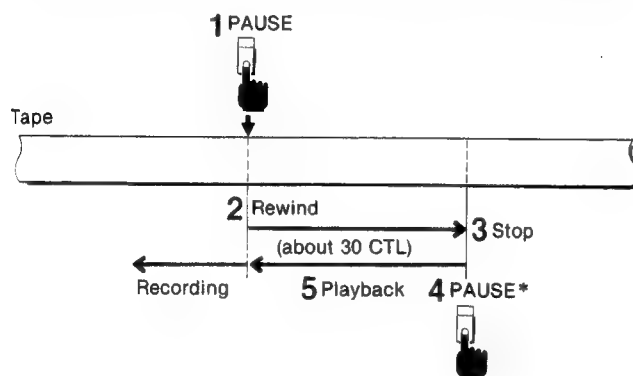 1 PAUSE
Tape
2 Rewind
3 Stop
(about 30 CTL)
Recording
5 Playback
4 PAUSE*